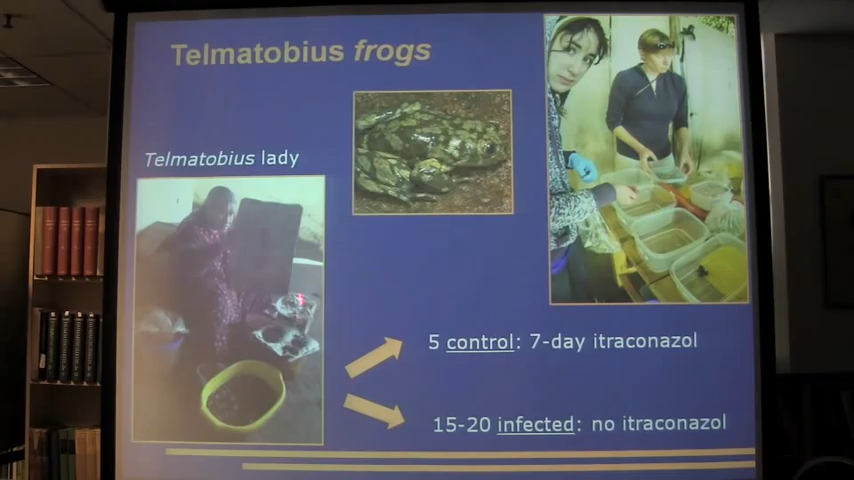 Telmatobius frogs
Telmatobius lady
5 control: 7-day itraconazol
15-20 infected: no itraconazol